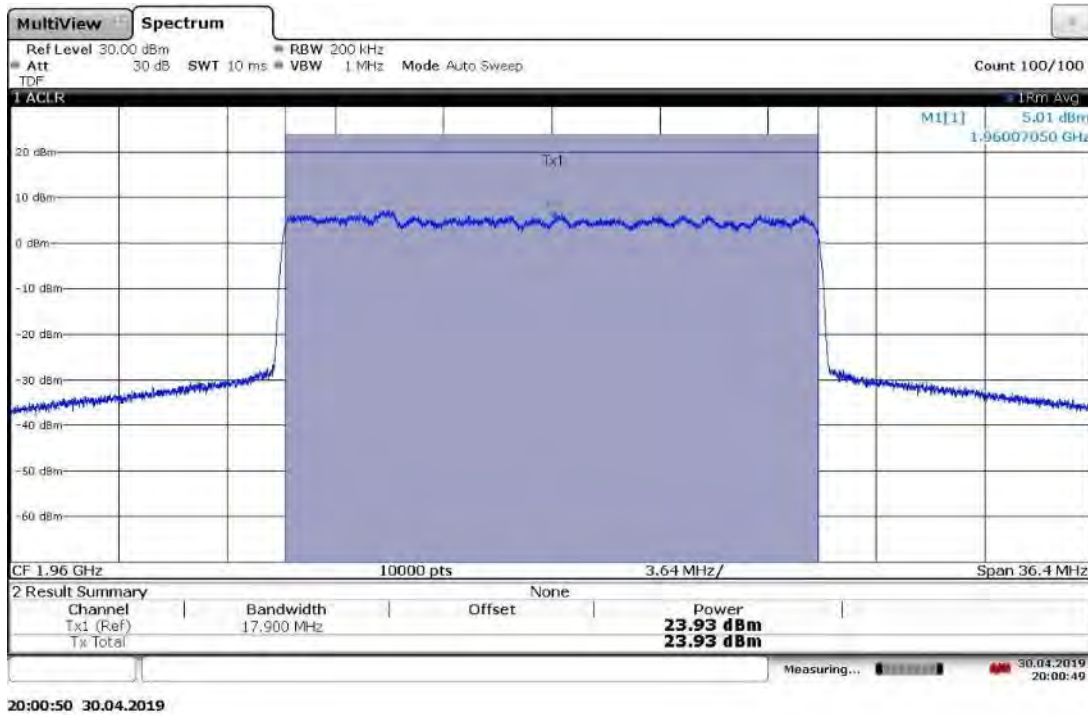 MultiView Spectrum
Ref Level 30.00 dBm RBW 200 kHz
Att 30 dB SWT 10 ms VBW 1 MHz Mode Auto Sweep Count 100/100
TDF
1 ACLR 1Rm Avg
M1[1] 5.01 dBm
1.96007050 GHz
20 dBm
Tx1
10 dBm
0 dBm
-10 dBm
-20 dBm
-30 dBm
-40 dBm
-50 dBm
-60 dBm
CF 1.96 GHz 10000 pts 3.64 MHz/ Span 36.4 MHz
2 Result Summary None
Channel Bandwidth Offset Power
Tx1 (Ref) 17.900 MHz 23.93 dBm
Tx Total 23.93 dBm
Measuring... 30.04.2019
20:00:49
20:00:50 30.04.2019